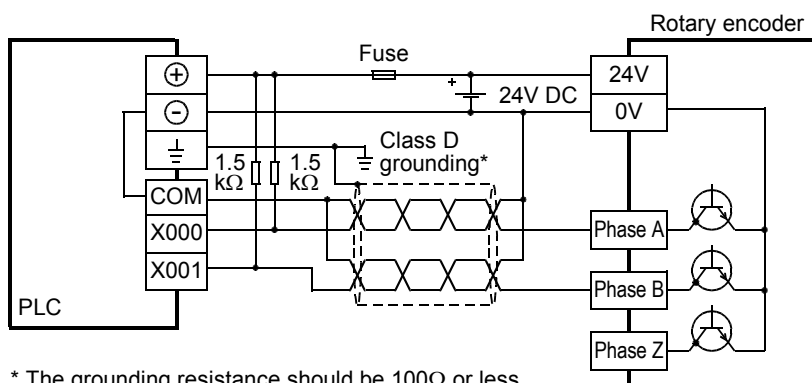 Rotary encoder
Fuse
+
24V
24V DC
0V
Class D
grounding*
1.5
kΩ
1.5
kΩ
COM
X000
X001
PLC
Phase A
Phase B
Phase Z
* The grounding resistance should be 100Ω or less.